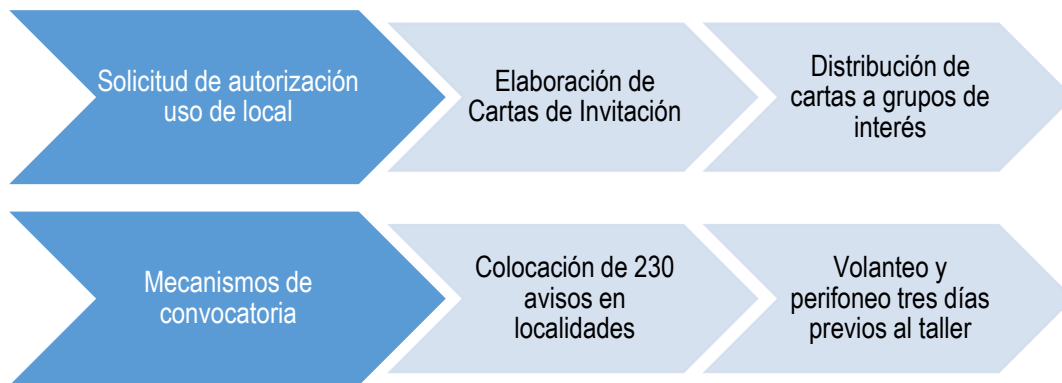 Solicitud de autorización
uso de local
Elaboración de
Cartas de Invitación
Distribución de
cartas a grupos de
interés
Mecanismos de
convocatoria
Colocación de 230
avisos en
localidades
Volanteo y
perifoneo tres días
previos al taller